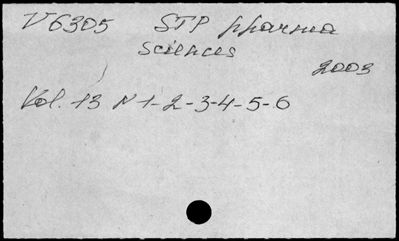 V6305 STP pharma
Sciences
2003
Vol. 13 N 1-2-3-4-5-6